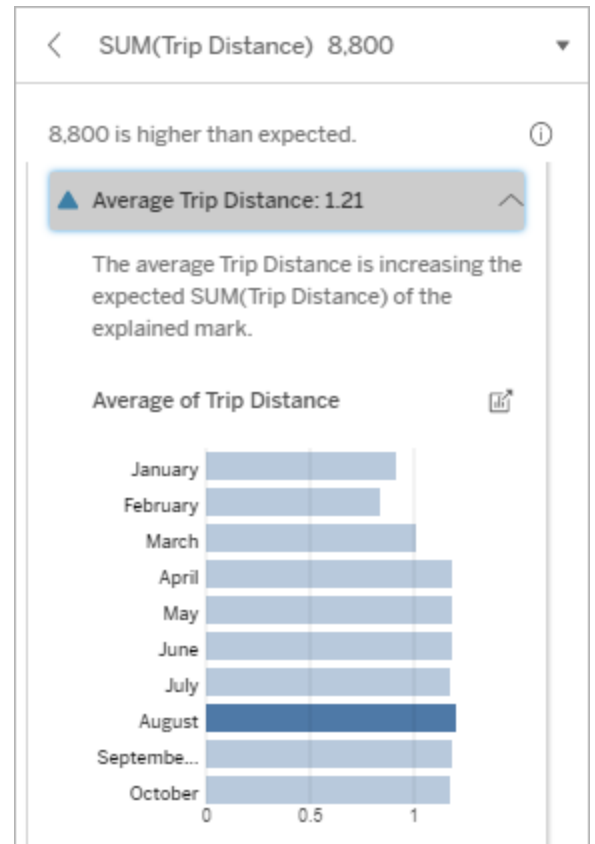 SUM(Trip Distance) 8,800
8,800 is higher than expected.
Average Trip Distance: 1.21
The average Trip Distance is increasing the
expected SUM(Trip Distance) of the
explained mark.
Average of Trip Distance
January
February
March
April
May
June
July
August
Septembe...
October
0 0.5 1